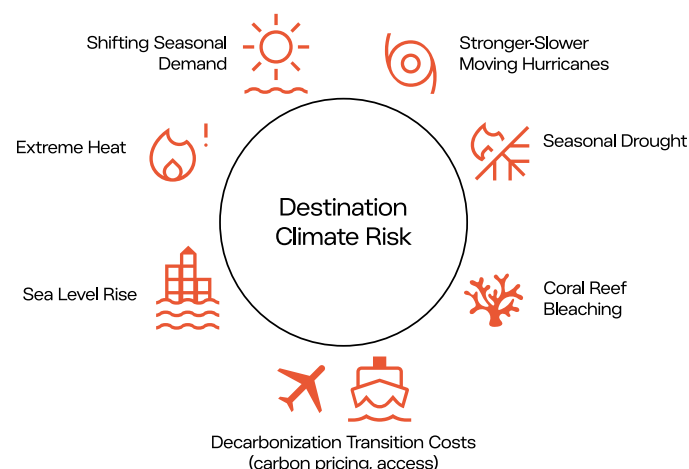 Shifting Seasonal
Demand
Stronger-Slower
Moving Hurricanes
Extreme Heat
!
Seasonal Drought
Destination
Climate Risk
Sea Level Rise
Coral Reef
Bleaching
Decarbonization Transition Costs
(carbon pricing, access)